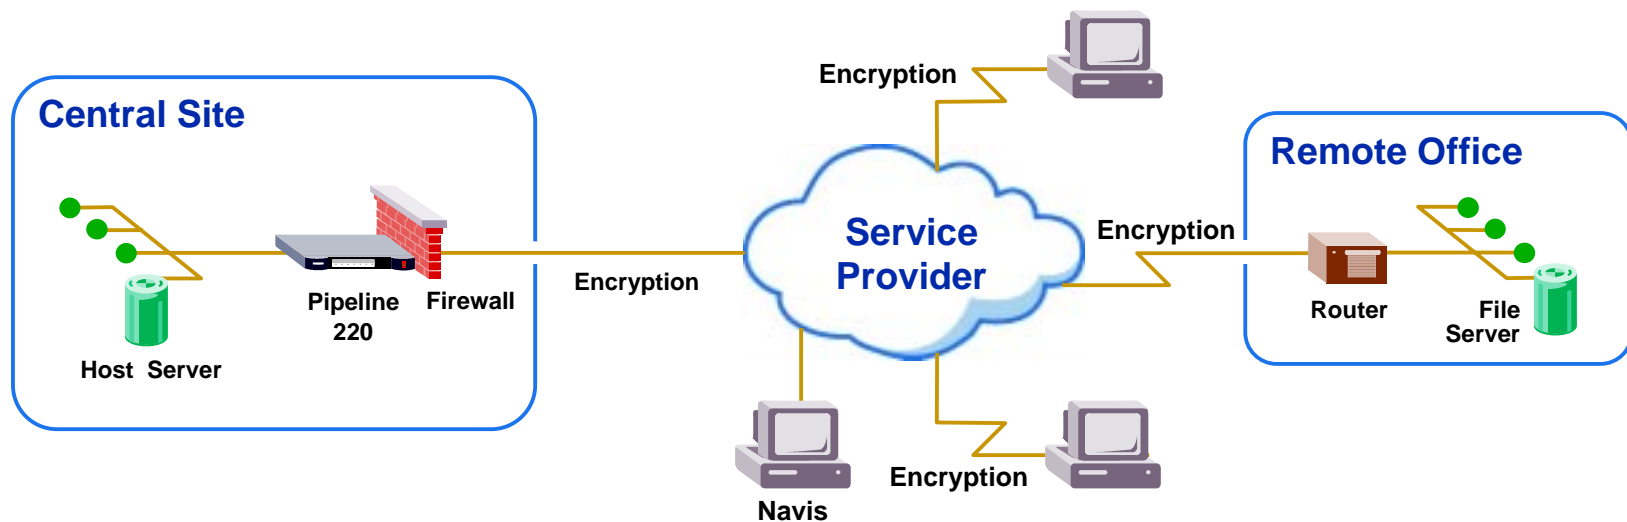 Central Site
Host Server
Pipeline
220
Firewall
Encryption
Service
Provider
Encryption
Navis
Encryption
Encryption
Remote Office
Router
File
Server